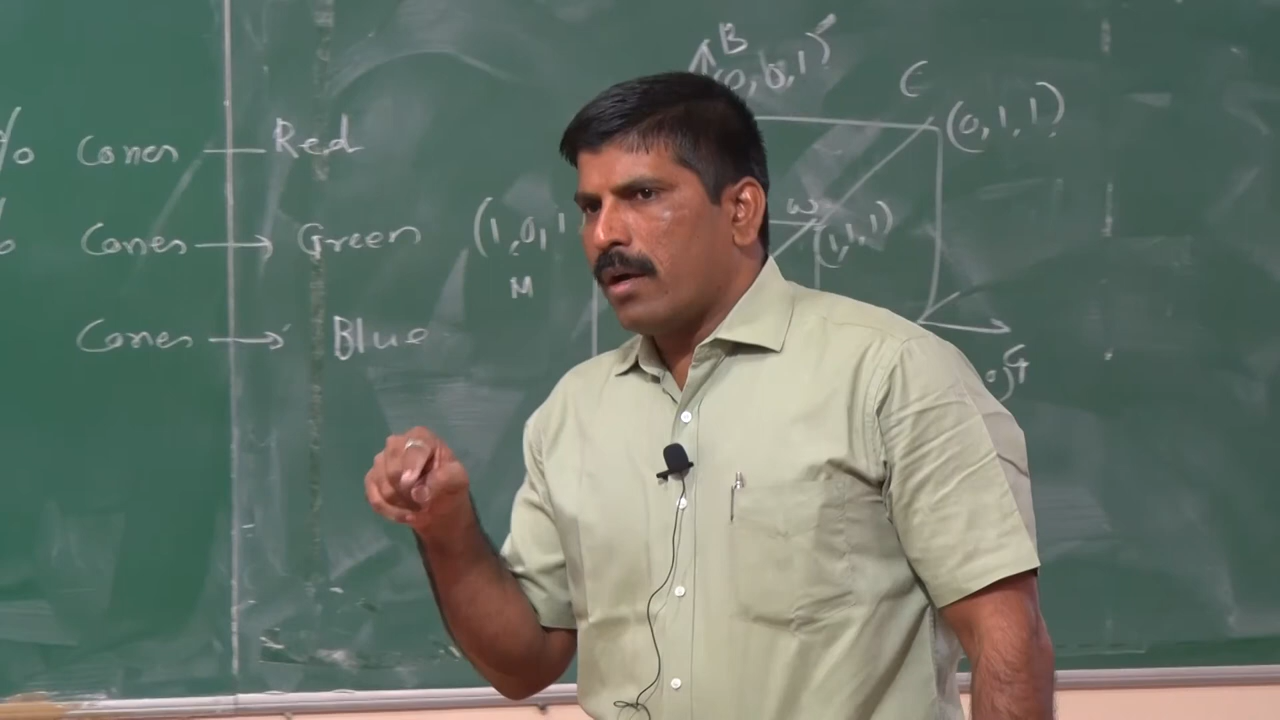 % Cones — Red
Cones → Green
Cones → Blue
B
(0,0,1)
C
(0,1,1)
(1,0,1
M
W
(1,1,1)
G